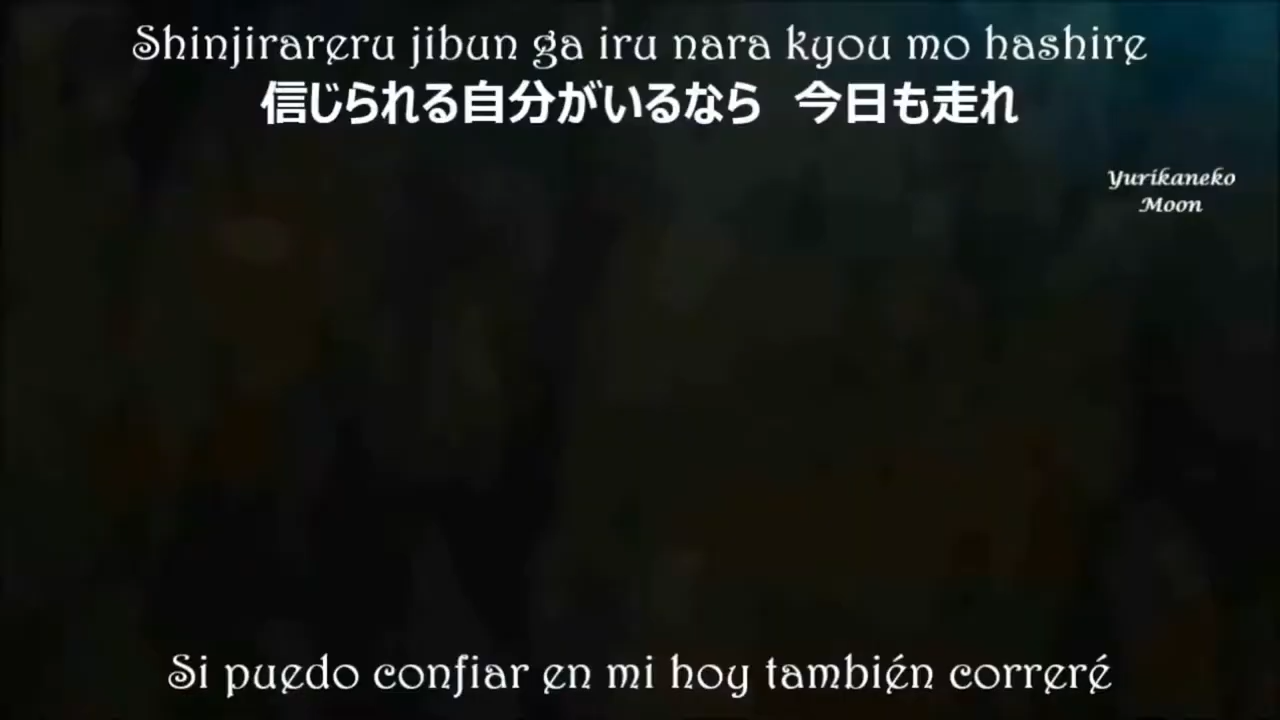 Shinjirareru jibun ga iru nara kyou mo hashire
信じられる自分がいるなら　今日も走れ
Yurikaneko
Moon
Si puedo confiar en mi hoy también correré